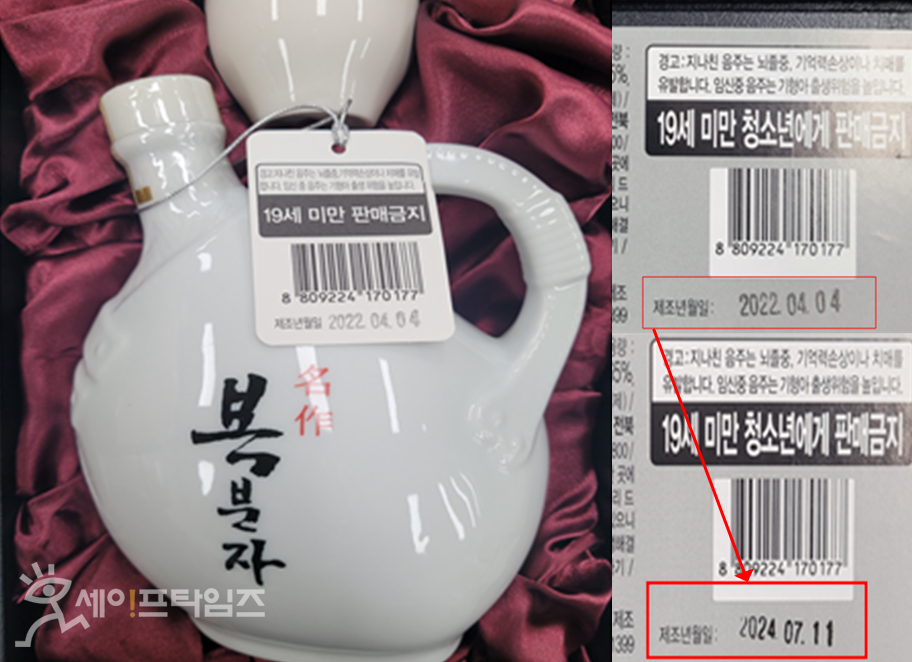 경고:지나친 음주는 뇌졸중,기억력손상이나 치매를 유발
합니다. 임신 중 음주는 기형아 출생 위험을 높입니다.
19세 미만 판매금지
8 809224 170177
제조년월일 2022. 04. 04
名作
복분자
세이프타임즈
경고:지나친 음주는 뇌졸중, 기억력손상이나 치매를
유발합니다. 임신중 음주는 기형아 출생위험을 높입니다.
19세 미만 청소년에게 판매금지
8 809224 170177
제조년월일: 2022. 04. 04
경고:지나친 음주는 뇌졸중, 기억력손상이나 치매를
유발합니다. 임신중 음주는 기형아 출생위험을 높입니다.
19세 미만 청소년에게 판매금지
8 809224 170177
제조년월일: 2024. 07. 11